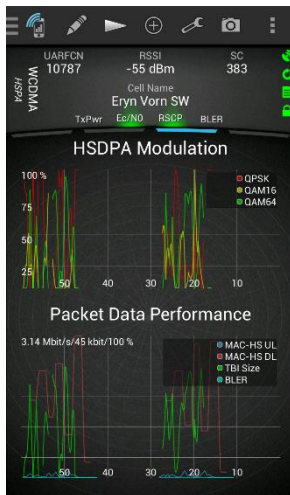 UARFCN RSSI SC
10787 -55 dBm 383
HSPA
WCDMA
Cell Name
Eryn Vorn SW
TxPwr Ec/N0 RSCP BLER
HSDPA Modulation
100 %
QPSK
QAM16
QAM64
75
50
25
50 40 30 20 10
Packet Data Performance
3.14 Mbit/s/45 kbit/100 %
MAC-HS UL
MAC-HS DL
TBI Size
BLER
50 40 30 20 10